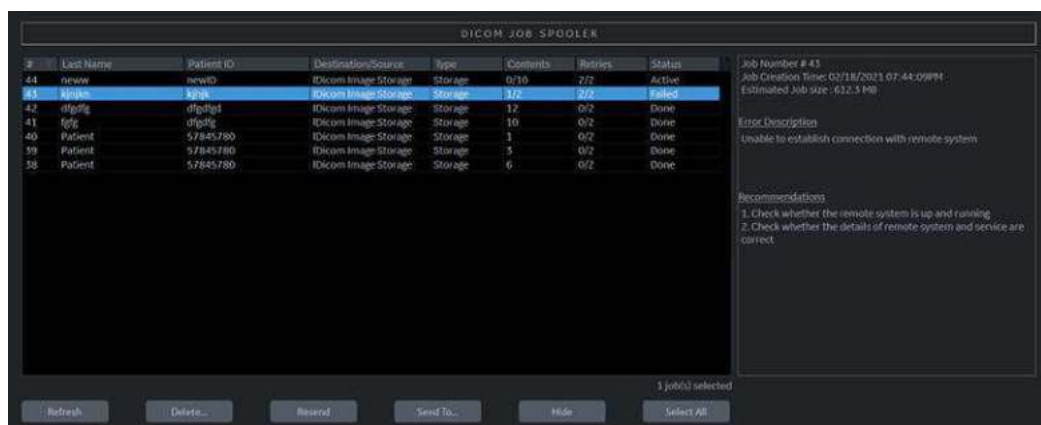 DICOM JOB SPOOLER
# Last Name Patient ID Destination/Source Type Contents Retries Status
44 neww newID IDicom Image Storage Storage 0/10 2/2 Active
43 kjnjkn kjhjk IDicom Image Storage Storage 1/2 2/2 Failed
42 dfgdfg dfgdfgd IDicom Image Storage Storage 12 0/2 Done
41 fgfg dfgdfg IDicom Image Storage Storage 10 0/2 Done
40 Patient 57845780 IDicom Image Storage Storage 1 0/2 Done
39 Patient 57845780 IDicom Image Storage Storage 3 0/2 Done
38 Patient 57845780 IDicom Image Storage Storage 6 0/2 Done
Job Number # 43
Job Creation Time: 02/18/2021 07:44:09PM
Estimated Job size : 612.3 MB
Error Description
Unable to establish connection with remote system
Recommendations
1. Check whether the remote system is up and running
2. Check whether the details of remote system and service are
correct
1 job(s) selected
Refresh Delete... Resend Send To... Hide Select All